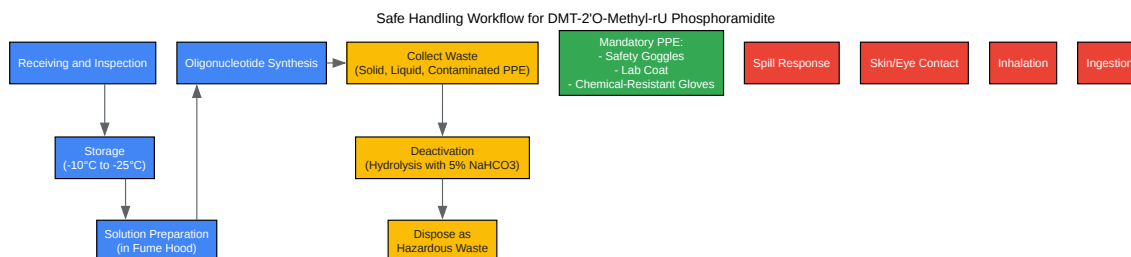 Safe Handling Workflow for DMT-2'O-Methyl-rU Phosphoramidite
Receiving and Inspection
Storage
(-10°C to -25°C)
Solution Preparation
(in Fume Hood)
Oligonucleotide Synthesis
Collect Waste
(Solid, Liquid, Contaminated PPE)
Deactivation
(Hydrolysis with 5% NaHCO3)
Dispose as
Hazardous Waste
Mandatory PPE:
- Safety Goggles
- Lab Coat
- Chemical-Resistant Gloves
Spill Response
Skin/Eye Contact
Inhalation
Ingestion